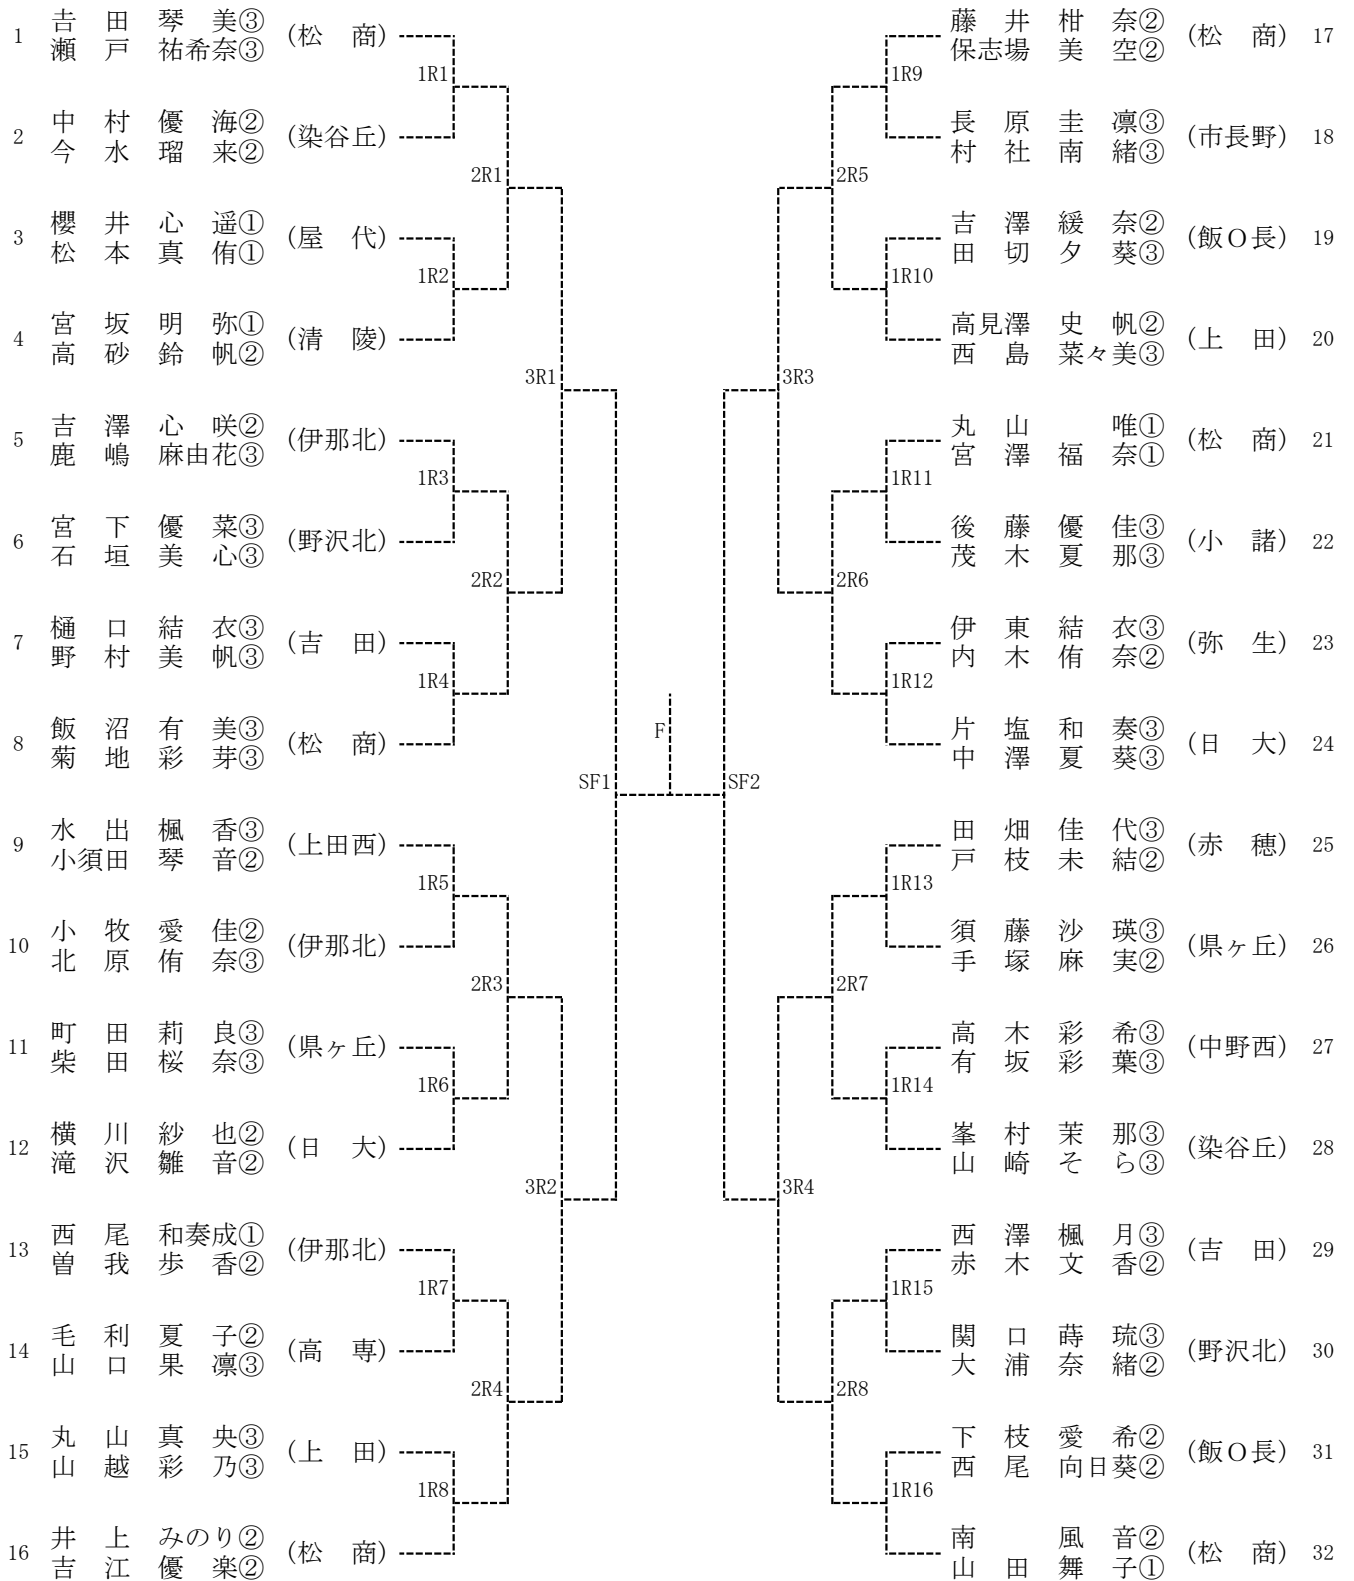 1 𠮷田琴美③ (松商)
瀬戸祐希奈③
1R1
2 中村優海② (染谷丘)
今水瑠来②
2R1
3 櫻井心遥① (屋代)
松本真侑①
1R2
4 宮坂明弥① (清陵)
高砂鈴帆②
3R1
5 吉澤心咲② (伊那北)
鹿嶋麻由花③
1R3
6 宮下優菜③ (野沢北)
石垣美心③
2R2
7 樋口結衣③ (吉田)
野村美帆③
1R4
8 飯沼有美③ (松商)
菊地彩芽③
SF1
9 水出楓香③ (上田西)
小須田琴音②
1R5
10 小牧愛佳② (伊那北)
北原侑奈③
2R3
11 町田莉良③ (県ヶ丘)
柴田桜奈③
1R6
12 横川紗也② (日大)
滝沢雛音②
3R2
13 西尾和奏成① (伊那北)
曽我歩香②
1R7
14 毛利夏子② (高専)
山口果凛③
2R4
15 丸山真央③ (上田)
山越彩乃③
1R8
16 井上みのり② (松商)
吉江優楽②
F
藤井柑奈② (松商) 17
保志場美空②
1R9
長原圭凛③ (市長野) 18
村社南緒③
2R5
吉澤緩奈② (飯O長) 19
田切夕葵③
1R10
高見澤史帆② (上田) 20
西島菜々美③
3R3
丸山唯① (松商) 21
宮澤福奈①
1R11
後藤優佳③ (小諸) 22
茂木夏那③
2R6
伊東結衣③ (弥生) 23
内木侑奈②
1R12
片塩和奏③ (日大) 24
中澤夏葵③
SF2
田畑佳代③ (赤穂) 25
戸枝未結②
1R13
須藤沙瑛③ (県ヶ丘) 26
手塚麻実②
2R7
高木彩希③ (中野西) 27
有坂彩葉③
1R14
峯村茉那③ (染谷丘) 28
山崎そら③
3R4
西澤楓月③ (吉田) 29
赤木文香②
1R15
関口蒔琉③ (野沢北) 30
大浦奈緒②
2R8
下枝愛希② (飯O長) 31
西尾向日葵②
1R16
南風音② (松商) 32
山田舞子①